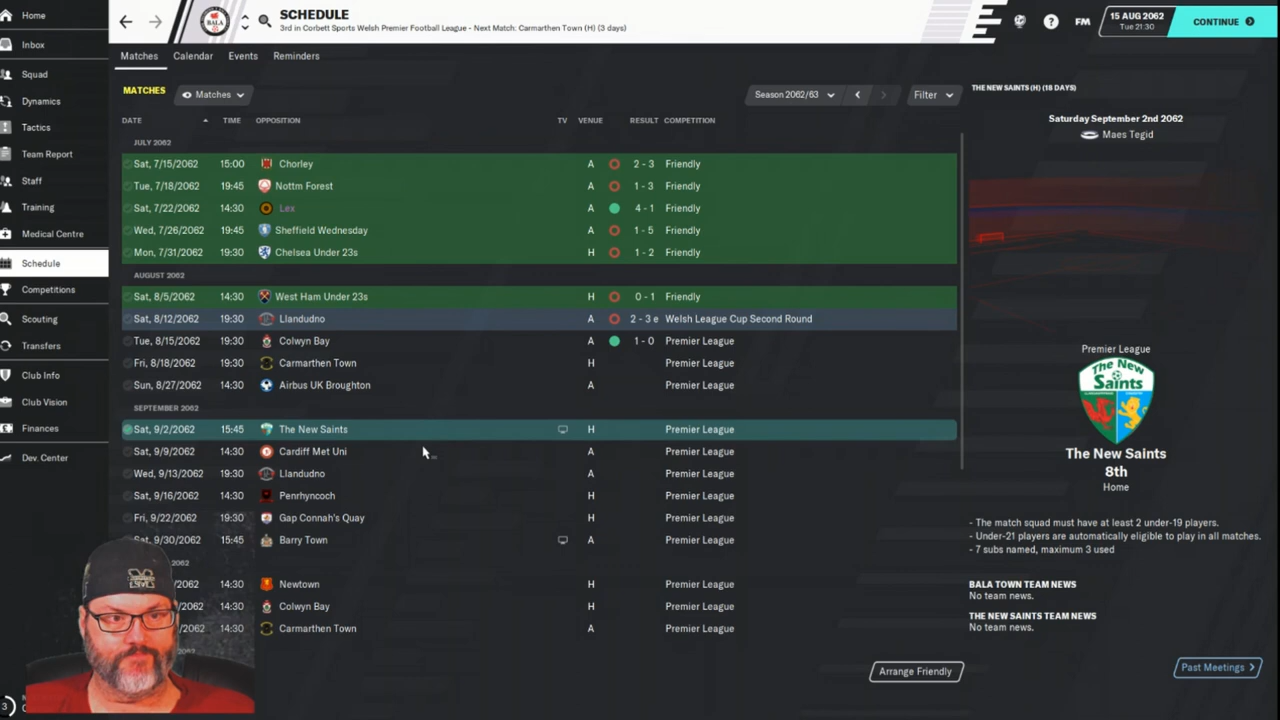 Home
Inbox
Squad
Dynamics
Tactics
Team Report
Staff
Training
Medical Centre
Schedule
Competitions
Scouting
Transfers
Club Info
Club Vision
Finances
Dev. Center
3
BALA
SCHEDULE
3rd in Corbett Sports Welsh Premier Football League - Next Match: Carmarthen Town (H) (3 days)
? FM
15 AUG 2062
Tue 21:30
CONTINUE
Matches Calendar Events Reminders
MATCHES Matches Season 2062/63 Filter
DATE TIME OPPOSITION TV VENUE RESULT COMPETITION
JULY 2062
Sat, 7/15/2062 15:00 Chorley A 2 - 3 Friendly
Tue, 7/18/2062 19:45 Nottm Forest A 1 - 3 Friendly
Sat, 7/22/2062 14:30 Lex A 4 - 1 Friendly
Wed, 7/26/2062 19:45 Sheffield Wednesday A 1 - 5 Friendly
Mon, 7/31/2062 19:30 Chelsea Under 23s H 1 - 2 Friendly
AUGUST 2062
Sat, 8/5/2062 14:30 West Ham Under 23s H 0 - 1 Friendly
Sat, 8/12/2062 19:30 Llandudno A 2 - 3 e Welsh League Cup Second Round
Tue, 8/15/2062 19:30 Colwyn Bay A 1 - 0 Premier League
Fri, 8/18/2062 19:30 Carmarthen Town H Premier League
Sun, 8/27/2062 14:30 Airbus UK Broughton A Premier League
SEPTEMBER 2062
Sat, 9/2/2062 15:45 The New Saints H Premier League
Sat, 9/9/2062 14:30 Cardiff Met Uni A Premier League
Wed, 9/13/2062 19:30 Llandudno A Premier League
Sat, 9/16/2062 14:30 Penrhyncoch H Premier League
Fri, 9/22/2062 19:30 Gap Connah's Quay H Premier League
Sat, 9/30/2062 15:45 Barry Town A Premier League
2062
/2062 14:30 Newtown H Premier League
/2062 14:30 Colwyn Bay H Premier League
/2062 14:30 Carmarthen Town A Premier League
Arrange Friendly
THE NEW SAINTS (H) (18 DAYS)
Saturday September 2nd 2062
Maes Tegid
Premier League
The New Saints
The New Saints
8th
Home
- The match squad must have at least 2 under-19 players.
- Under-21 players are automatically eligible to play in all matches.
- 7 subs named, maximum 3 used
BALA TOWN TEAM NEWS
No team news.
THE NEW SAINTS TEAM NEWS
No team news.
Past Meetings